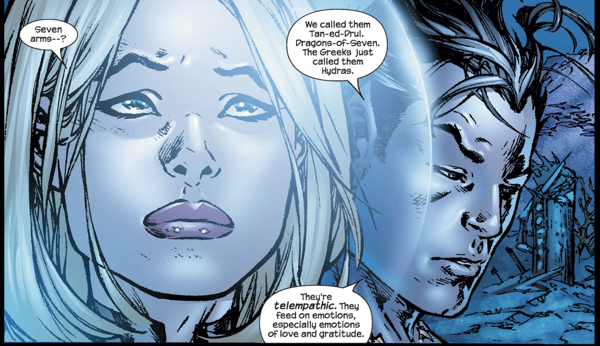 Seven
arms--?
We called them
Tan-ed-Drul.
Dragons-of-Seven.
The Greeks just
called them
Hydras.
They're
telempathic. They
feed on emotions,
especially emotions
of love and gratitude.